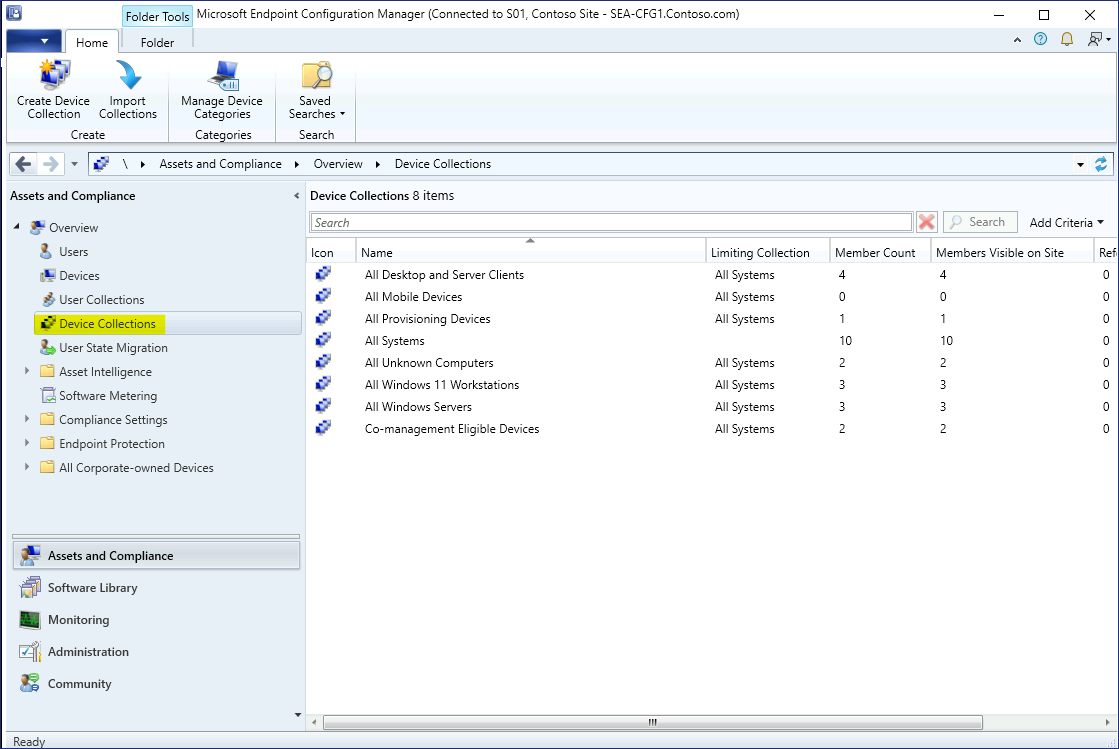 Folder Tools
Microsoft Endpoint Configuration Manager (Connected to S01, Contoso Site - SEA-CFG1.Contoso.com)
Home
Folder
Create Device
Collection
Import
Collections
Manage Device
Categories
Saved
Searches
Create
Categories
Search
\ Assets and Compliance Overview Device Collections
Assets and Compliance
Overview
Users
Devices
User Collections
Device Collections
User State Migration
Asset Intelligence
Software Metering
Compliance Settings
Endpoint Protection
All Corporate-owned Devices
Assets and Compliance
Software Library
Monitoring
Administration
Community
Device Collections 8 items
Search
Search
Add Criteria
Icon Name Limiting Collection Member Count Members Visible on Site Refe
All Desktop and Server Clients All Systems 4 4 0
All Mobile Devices All Systems 0 0 0
All Provisioning Devices All Systems 1 1 0
All Systems 10 10 0
All Unknown Computers All Systems 2 2 0
All Windows 11 Workstations All Systems 3 3 0
All Windows Servers All Systems 3 3 0
Co-management Eligible Devices All Systems 2 2 0
Ready